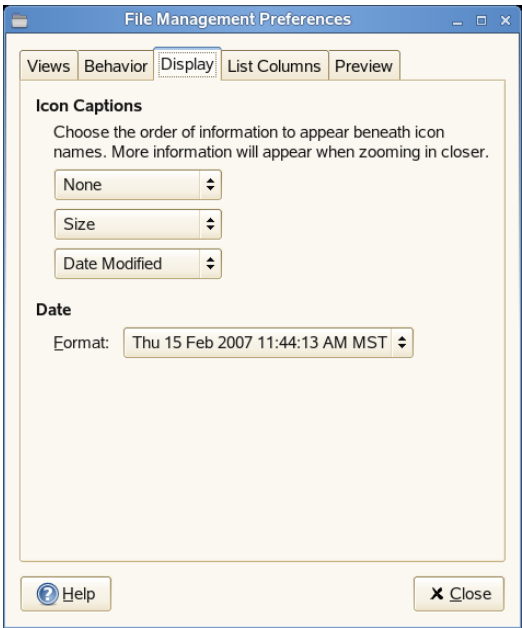 File Management Preferences
Views Behavior Display List Columns Preview
Icon Captions
Choose the order of information to appear beneath icon
names. More information will appear when zooming in closer.
None
Size
Date Modified
Date
Format: Thu 15 Feb 2007 11:44:13 AM MST
Help Close